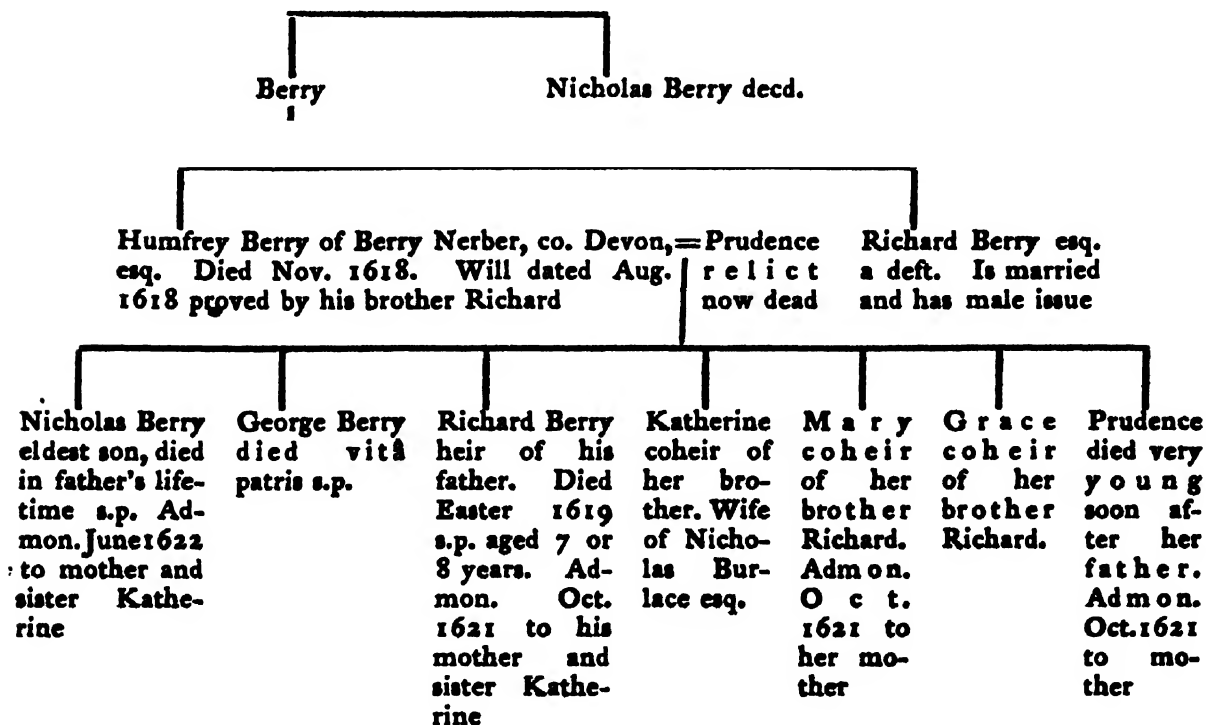 Berry
Nicholas Berry decd.
Humfrey Berry of Berry Nerber, co. Devon,
esq. Died Nov. 1618. Will dated Aug.
1618 proved by his brother Richard
=Prudence
relict
now dead
Richard Berry esq.
a deft. Is married
and has male issue
Nicholas Berry
eldest son, died
in father's life-
time s.p. Ad-
mon. June 1622
to mother and
sister Kathe-
rine
George Berry
died vitâ
patris s.p.
Richard Berry
heir of his
father. Died
Easter 1619
s.p. aged 7 or
8 years. Ad-
mon. Oct.
1621 to his
mother and
sister Kathe-
rine
Katherine
coheir of
her bro-
ther. Wife
of Nicho-
las Bur-
lace esq.
Mary
coheir
of her
brother
Richard.
Admon.
Oct.
1621 to
her mo-
ther
Grace
coheir
of her
brother
Richard.
Prudence
died very
young
soon af-
ter her
father.
Admon.
Oct. 1621
to mo-
ther